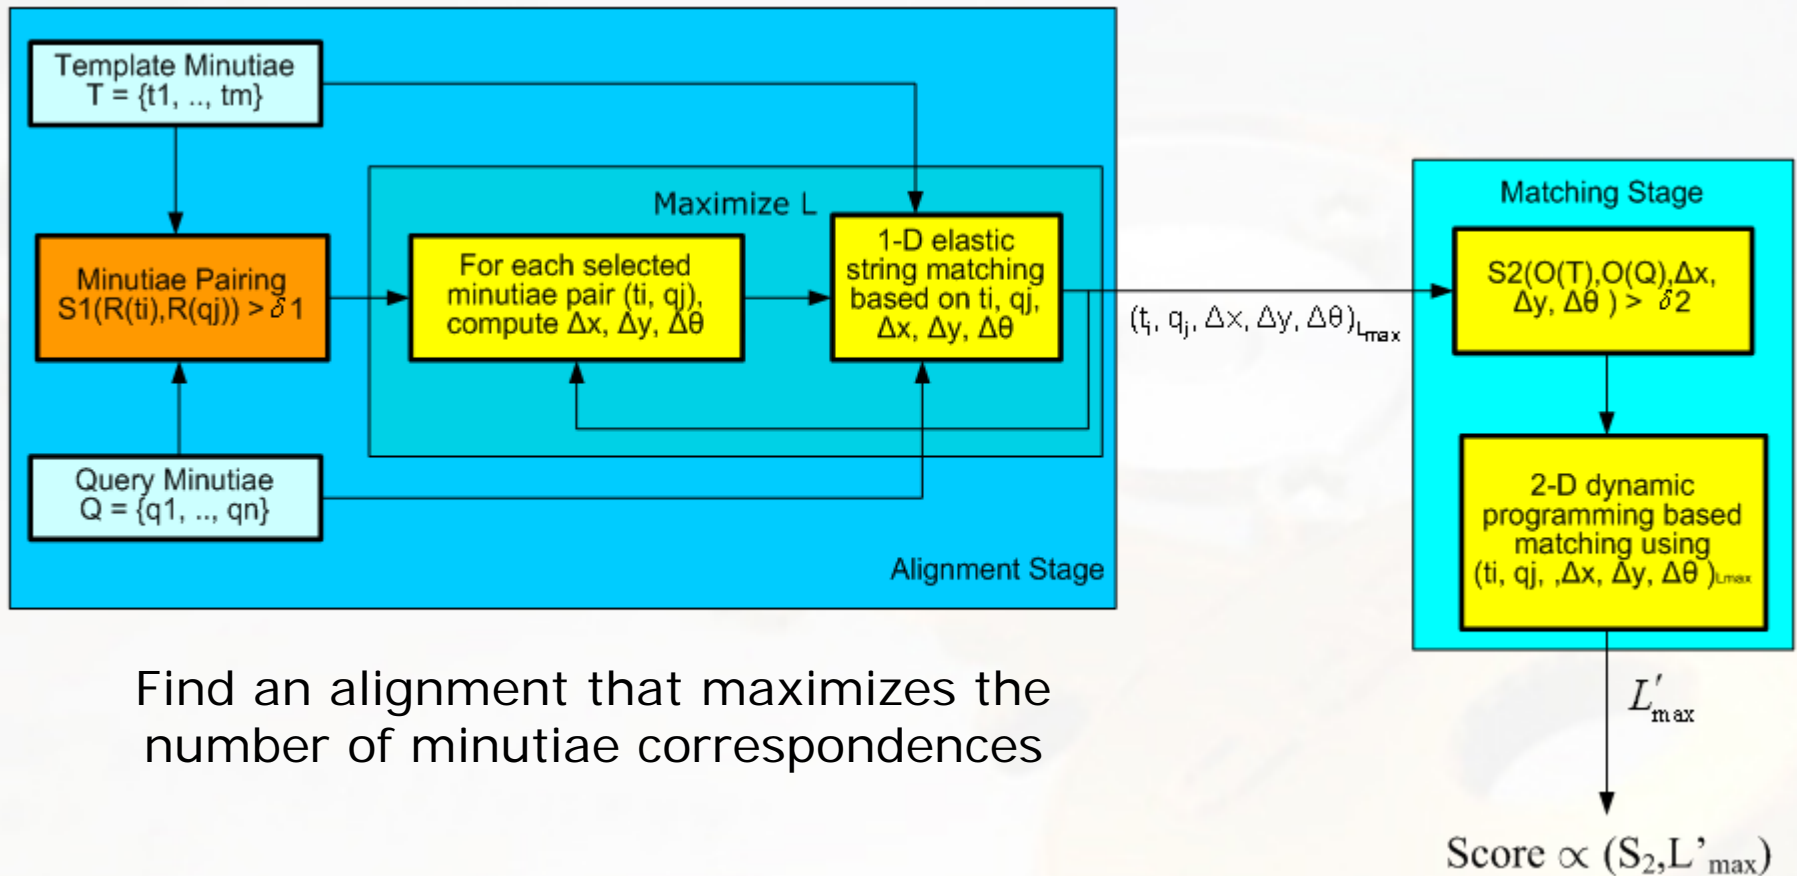 Template Minutiae
T = {t1, .., tm}
Minutiae Pairing
S1(R(ti),R(qj)) > δ1
Query Minutiae
Q = {q1, .., qn}
Maximize L
For each selected
minutiae pair (ti, qj),
compute Δx, Δy, Δθ
1-D elastic
string matching
based on ti, qj,
Δx, Δy, Δθ
Alignment Stage
(ti, qj, Δx, Δy, Δθ)Lmax
Matching Stage
S2(O(T),O(Q),Δx,
Δy, Δθ ) > δ2
2-D dynamic
programming based
matching using
(ti, qj, ,Δx, Δy, Δθ )Lmax
L'max
Score ∝ (S2,L’max)
Find an alignment that maximizes the
number of minutiae correspondences